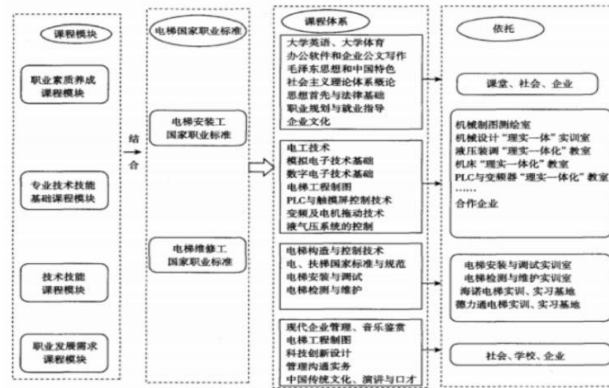 课程模块
职业素质养成
课程模块
专业技术技能
基础课程模块
技术技能
课程模块
职业发展需求
课程模块
结
合
电梯国家职业标准
电梯安装工
国家职业标准
电梯维修工
国家职业标准
课程体系
大学英语、大学体育
办公软件和企业公文写作
毛泽东思想和中国特色
社会主义理论体系概论
思想首先与法律基础
职业规划与就业指导
企业文化
电工技术
模拟电子技术基础
数字电子技术基础
电梯工程制图
PLC与触摸屏控制技术
变频及电机拖动技术
液气压系统的控制
电梯构造与控制技术
电、扶梯国家标准与规范
电梯安装与调试
电梯检测与维护
现代企业管理、音乐鉴赏
电梯工程制图
科技创新设计
管理沟通实务
中国传统文化、演讲与口才
依托
课堂、社会、企业
机械制图测绘室
机械设计“理实一体”实训室
液压装调“理实一体化”教室
机床“理实一体化”教室
PLC与变频器“理实一体化”教室
……
合作企业
电梯安装与调试实训室
电梯检测与维护实训室
海诺电梯实训、实习基地
德力通电梯实训、实习基地
社会、学校、企业